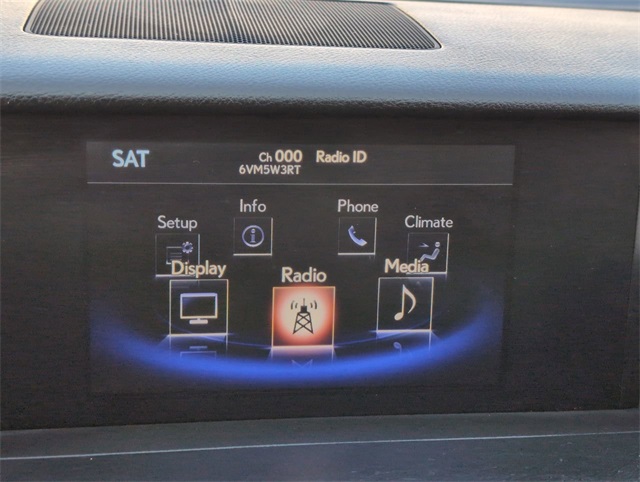 SAT Ch 000 Radio ID
6VM5W3RT
Info Phone
Setup Climate
Display Radio Media